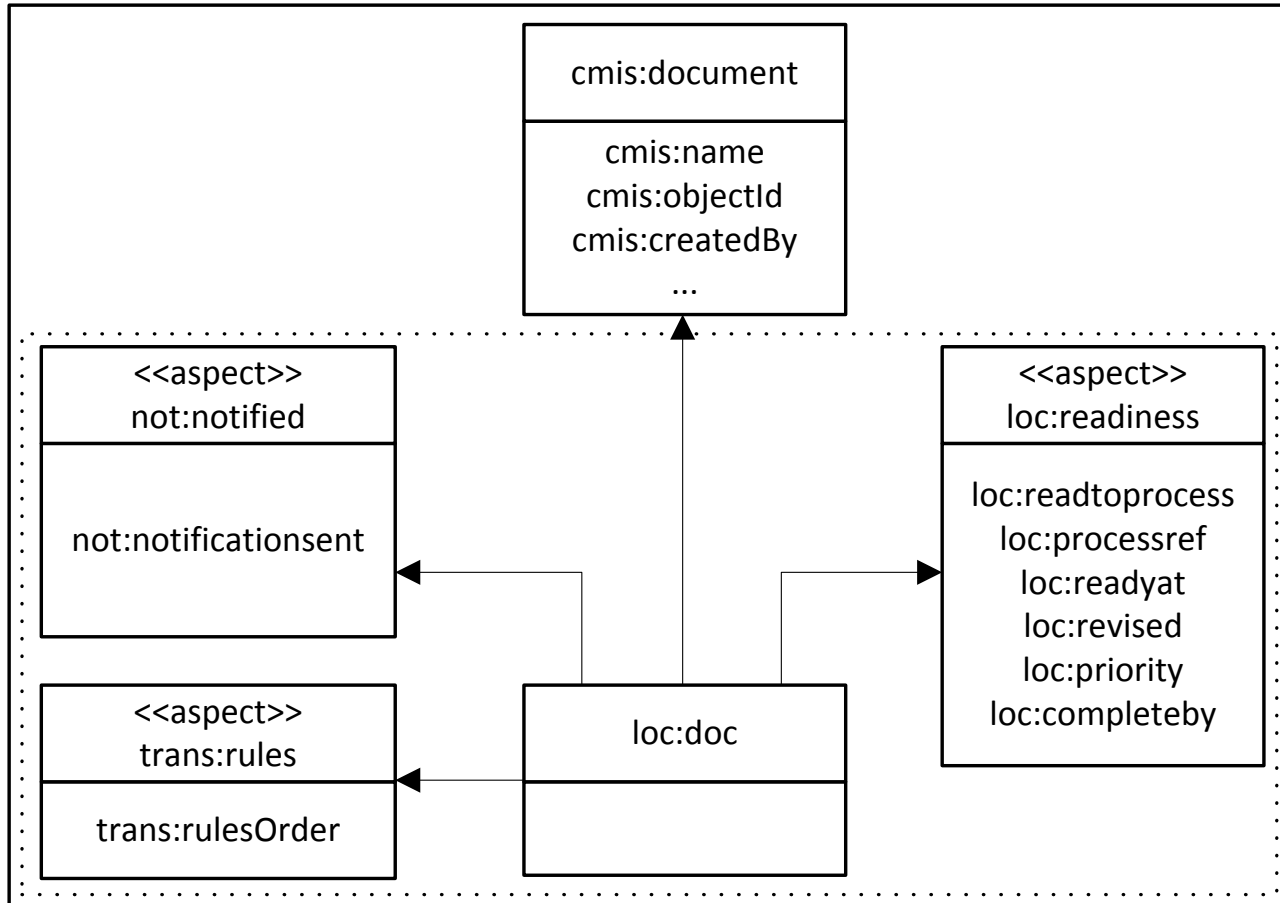 cmis:document
cmis:name
cmis:objectId
cmis:createdBy
...
<<aspect>>
not:notified
not:notificationsent
<<aspect>>
loc:readiness
loc:readtoprocess
loc:processref
loc:readyat
loc:revised
loc:priority
loc:completeby
<<aspect>>
trans:rules
trans:rulesOrder
loc:doc